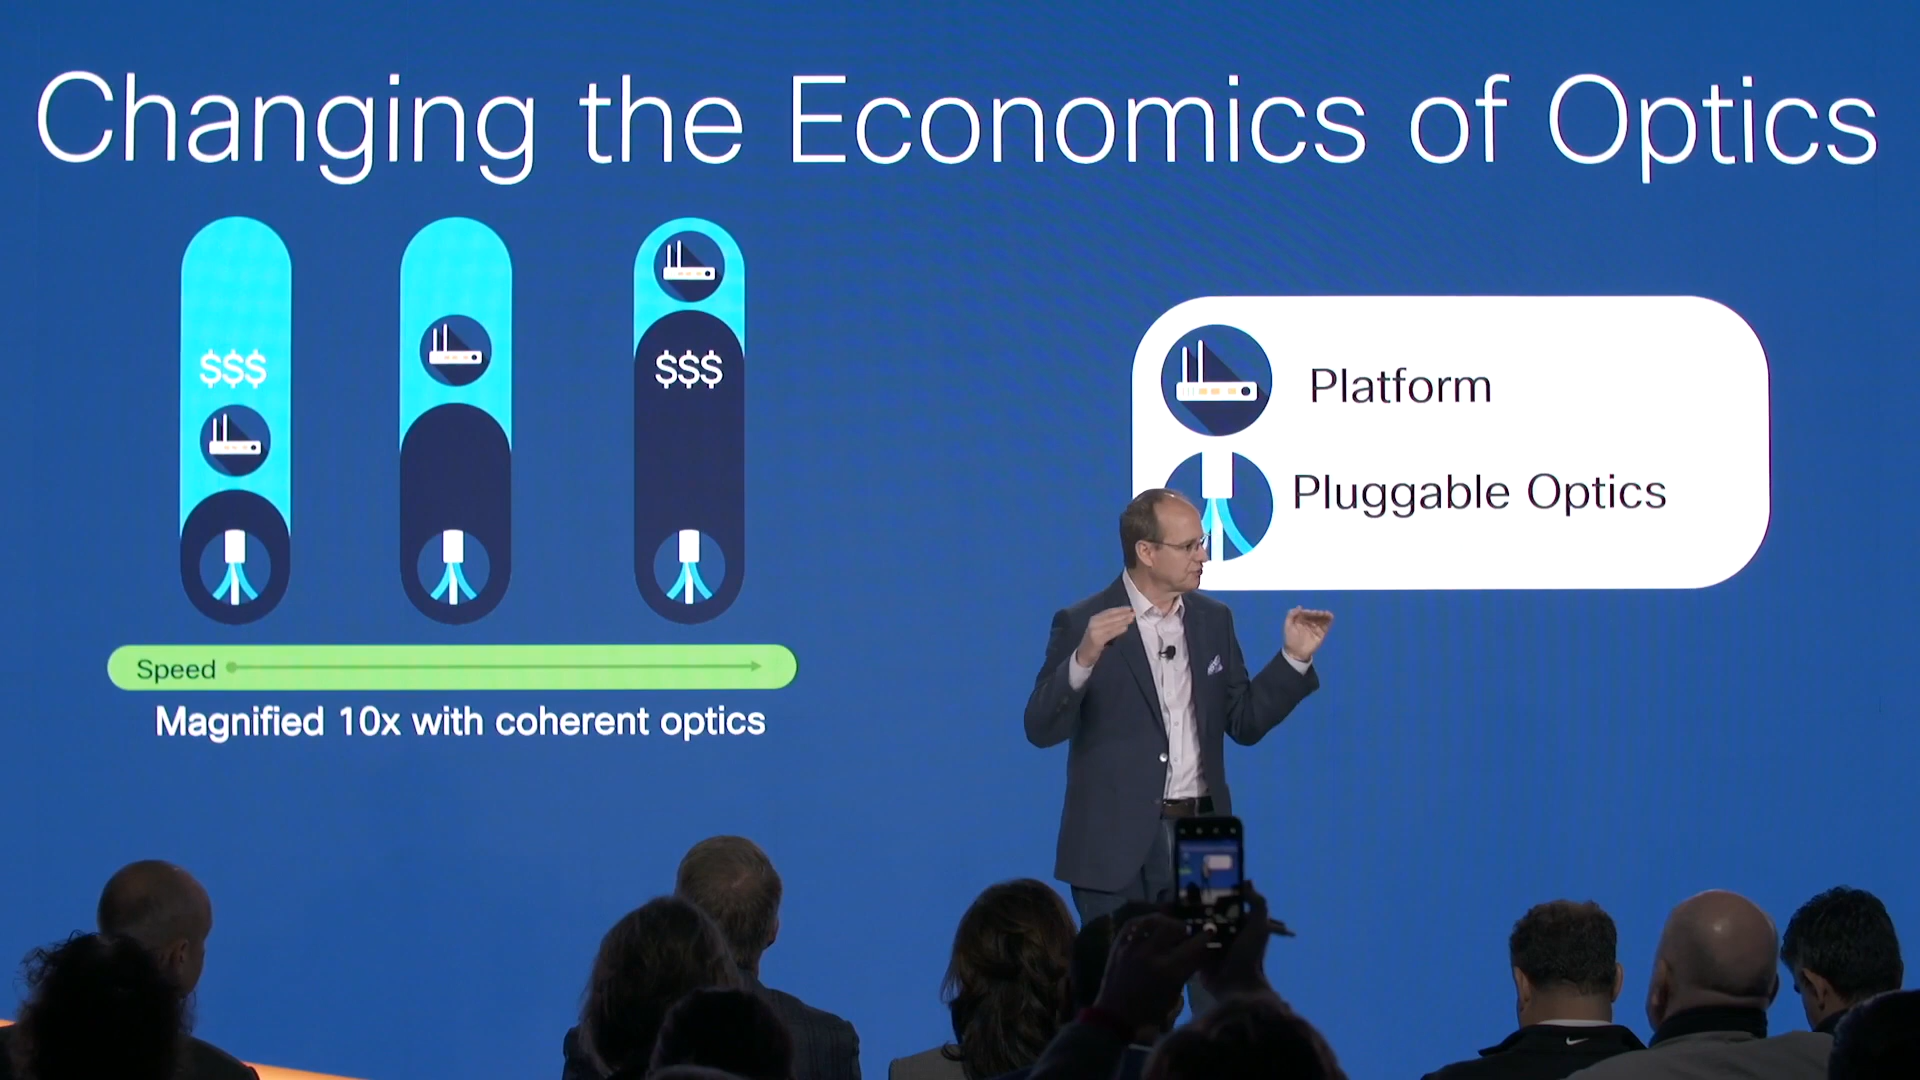 Changing the Economics of Optics
$$$
$$$
Platform
Pluggable Optics
Speed
Magnified 10x with coherent optics